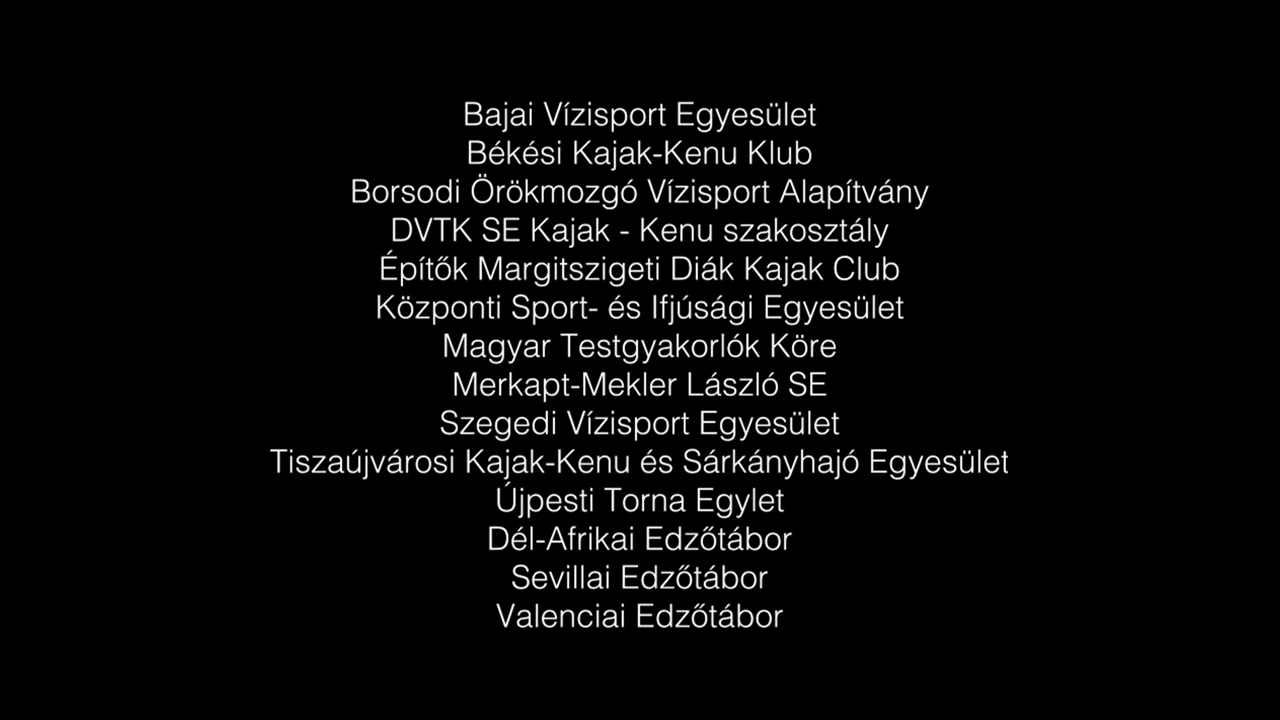 Bajai Vízisport Egyesület
Békési Kajak-Kenu Klub
Borsodi Örökmozgó Vízisport Alapítvány
DVTK SE Kajak - Kenu szakosztály
Építők Margitszigeti Diák Kajak Club
Központi Sport- és Ifjúsági Egyesület
Magyar Testgyakorlók Köre
Merkapt-Mekler László SE
Szegedi Vízisport Egyesület
Tiszaújvárosi Kajak-Kenu és Sárkányhajó Egyesület
Újpesti Torna Egylet
Dél-Afrikai Edzőtábor
Sevillai Edzőtábor
Valenciai Edzőtábor